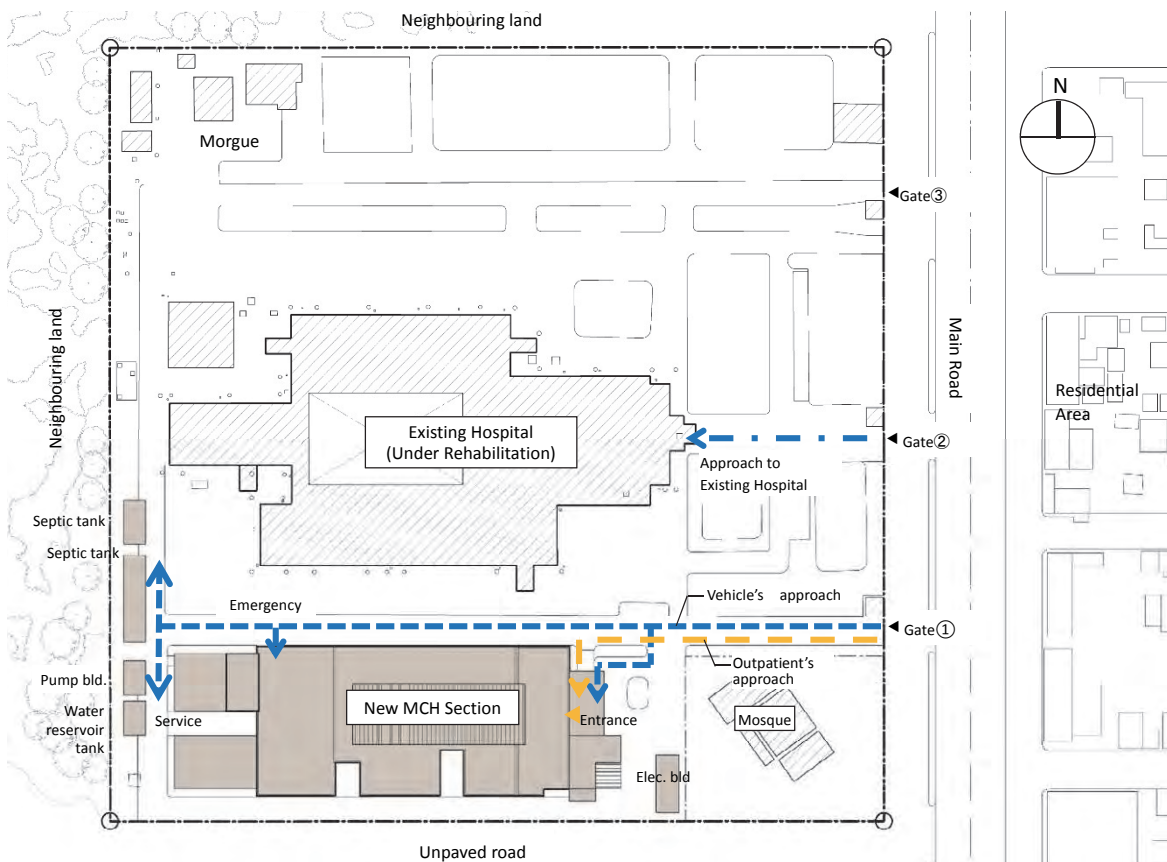 Neighbouring land
N
Morgue
Gate③
Neighbouring land
Main Road
Residential
Area
Existing Hospital
(Under Rehabilitation)
Gate②
Approach to
Existing Hospital
Septic tank
Septic tank
Emergency
Vehicle's approach
Gate①
Outpatient's
approach
Pump bld.
Water
reservoir
tank
Service
New MCH Section
Entrance
Mosque
Elec. bld
Unpaved road